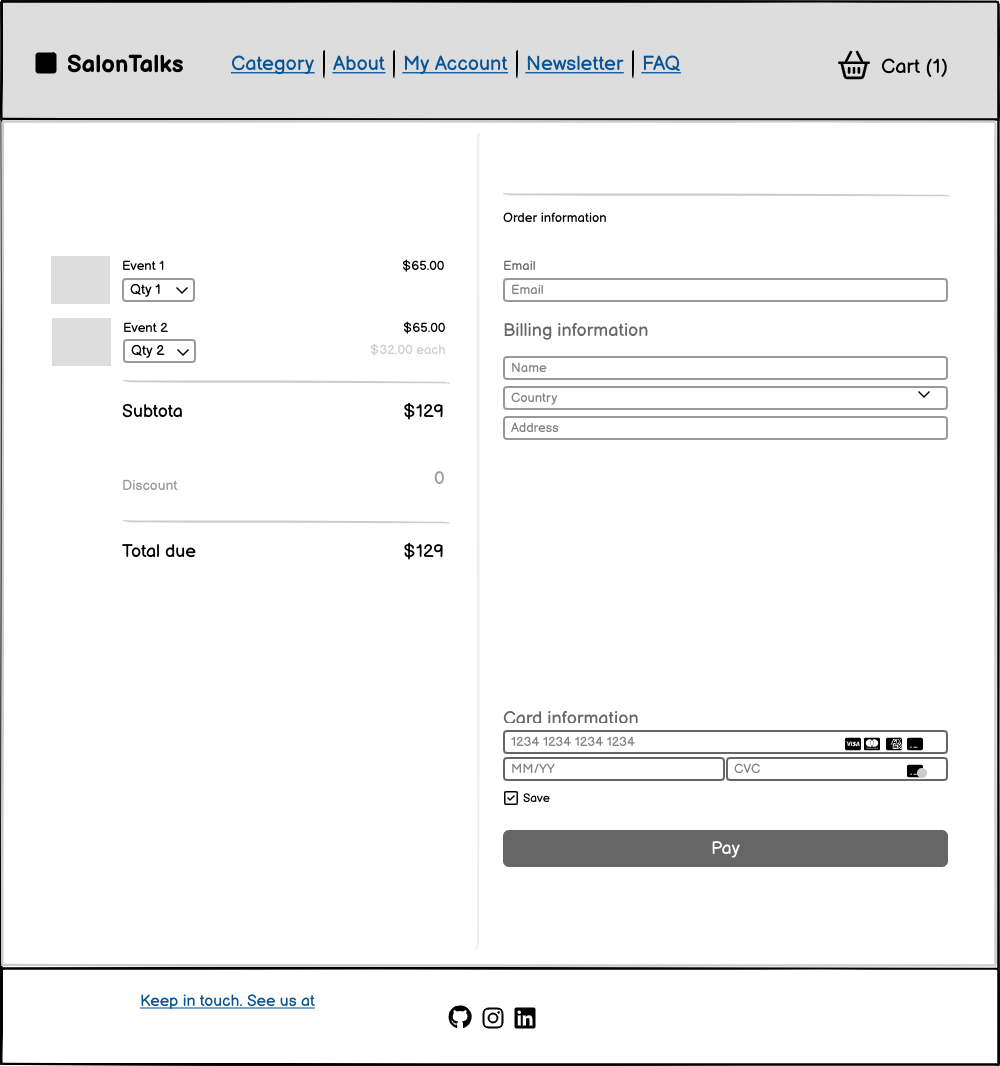 SalonTalks Category About My Account Newsletter FAQ Cart (1)
Event 1 $65.00
Qty 1
Event 2 $65.00
Qty 2 $32.00 each
Subtota $129
Discount 0
Total due $129
Order information
Email
Email
Billing information
Name
Country
Address
Card information
1234 1234 1234 1234 VISA
MM/YY CVC
Save
Pay
Keep in touch. See us at